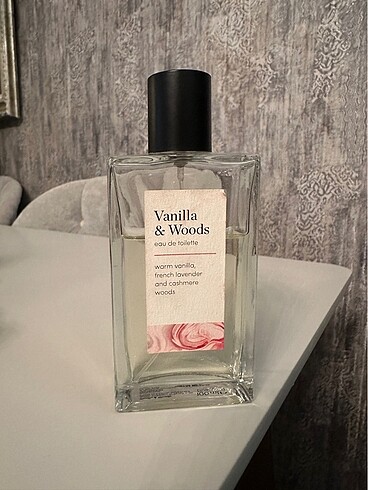 Vanilla
& Woods
eau de toilette
warm vanilla,
french lavender
and cashmere
woods